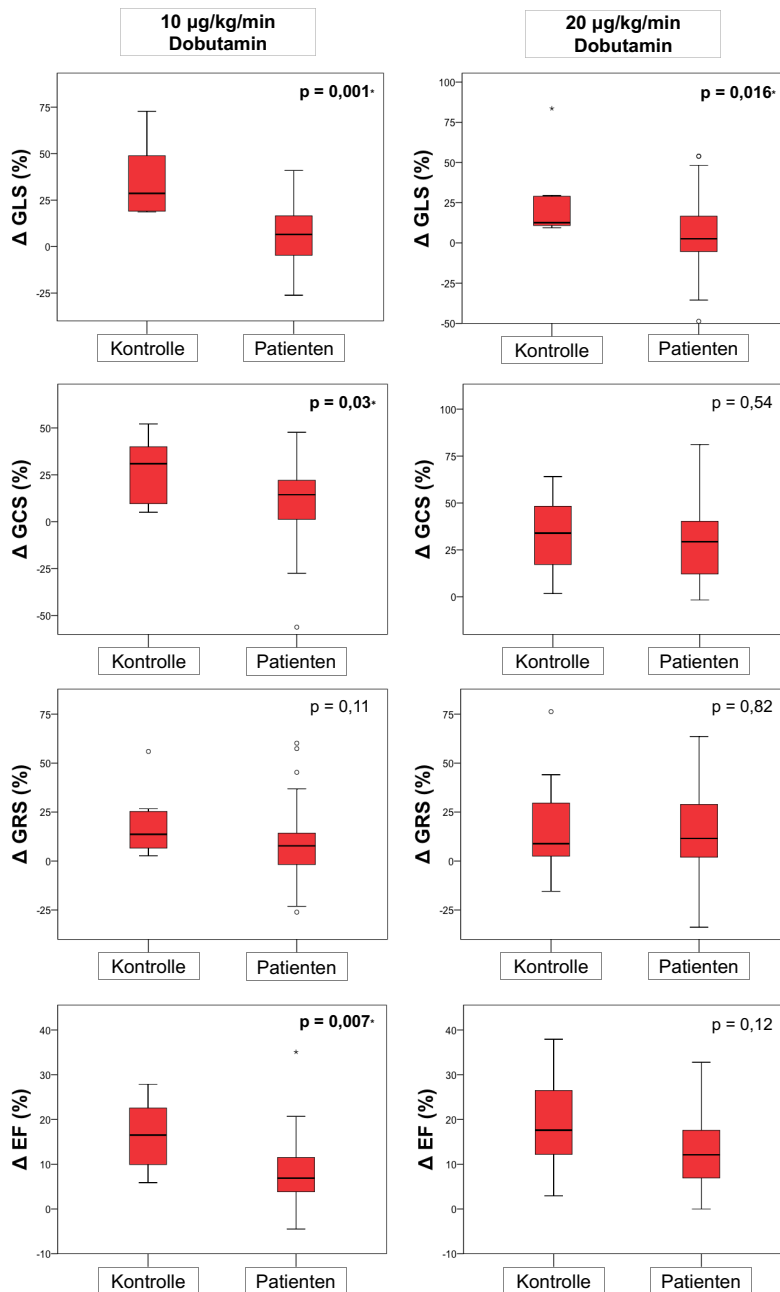 10 µg/kg/min
Dobutamin
20 µg/kg/min
Dobutamin
p = 0,001*
Δ GLS (%)
75
50
25
0
-25
Kontrolle
Patienten
p = 0,016*
Δ GLS (%)
100
75
50
25
0
-25
-50
*
Kontrolle
Patienten
p = 0,03*
Δ GCS (%)
50
25
0
-25
-50
Kontrolle
Patienten
p = 0,54
Δ GCS (%)
100
50
25
0
Kontrolle
Patienten
p = 0,11
Δ GRS (%)
75
50
25
0
-25
Kontrolle
Patienten
p = 0,82
Δ GRS (%)
75
50
25
0
-25
Kontrolle
Patienten
p = 0,007*
Δ EF (%)
40
30
20
10
0
-10
*
Kontrolle
Patienten
p = 0,12
Δ EF (%)
40
30
20
10
0
-10
Kontrolle
Patienten